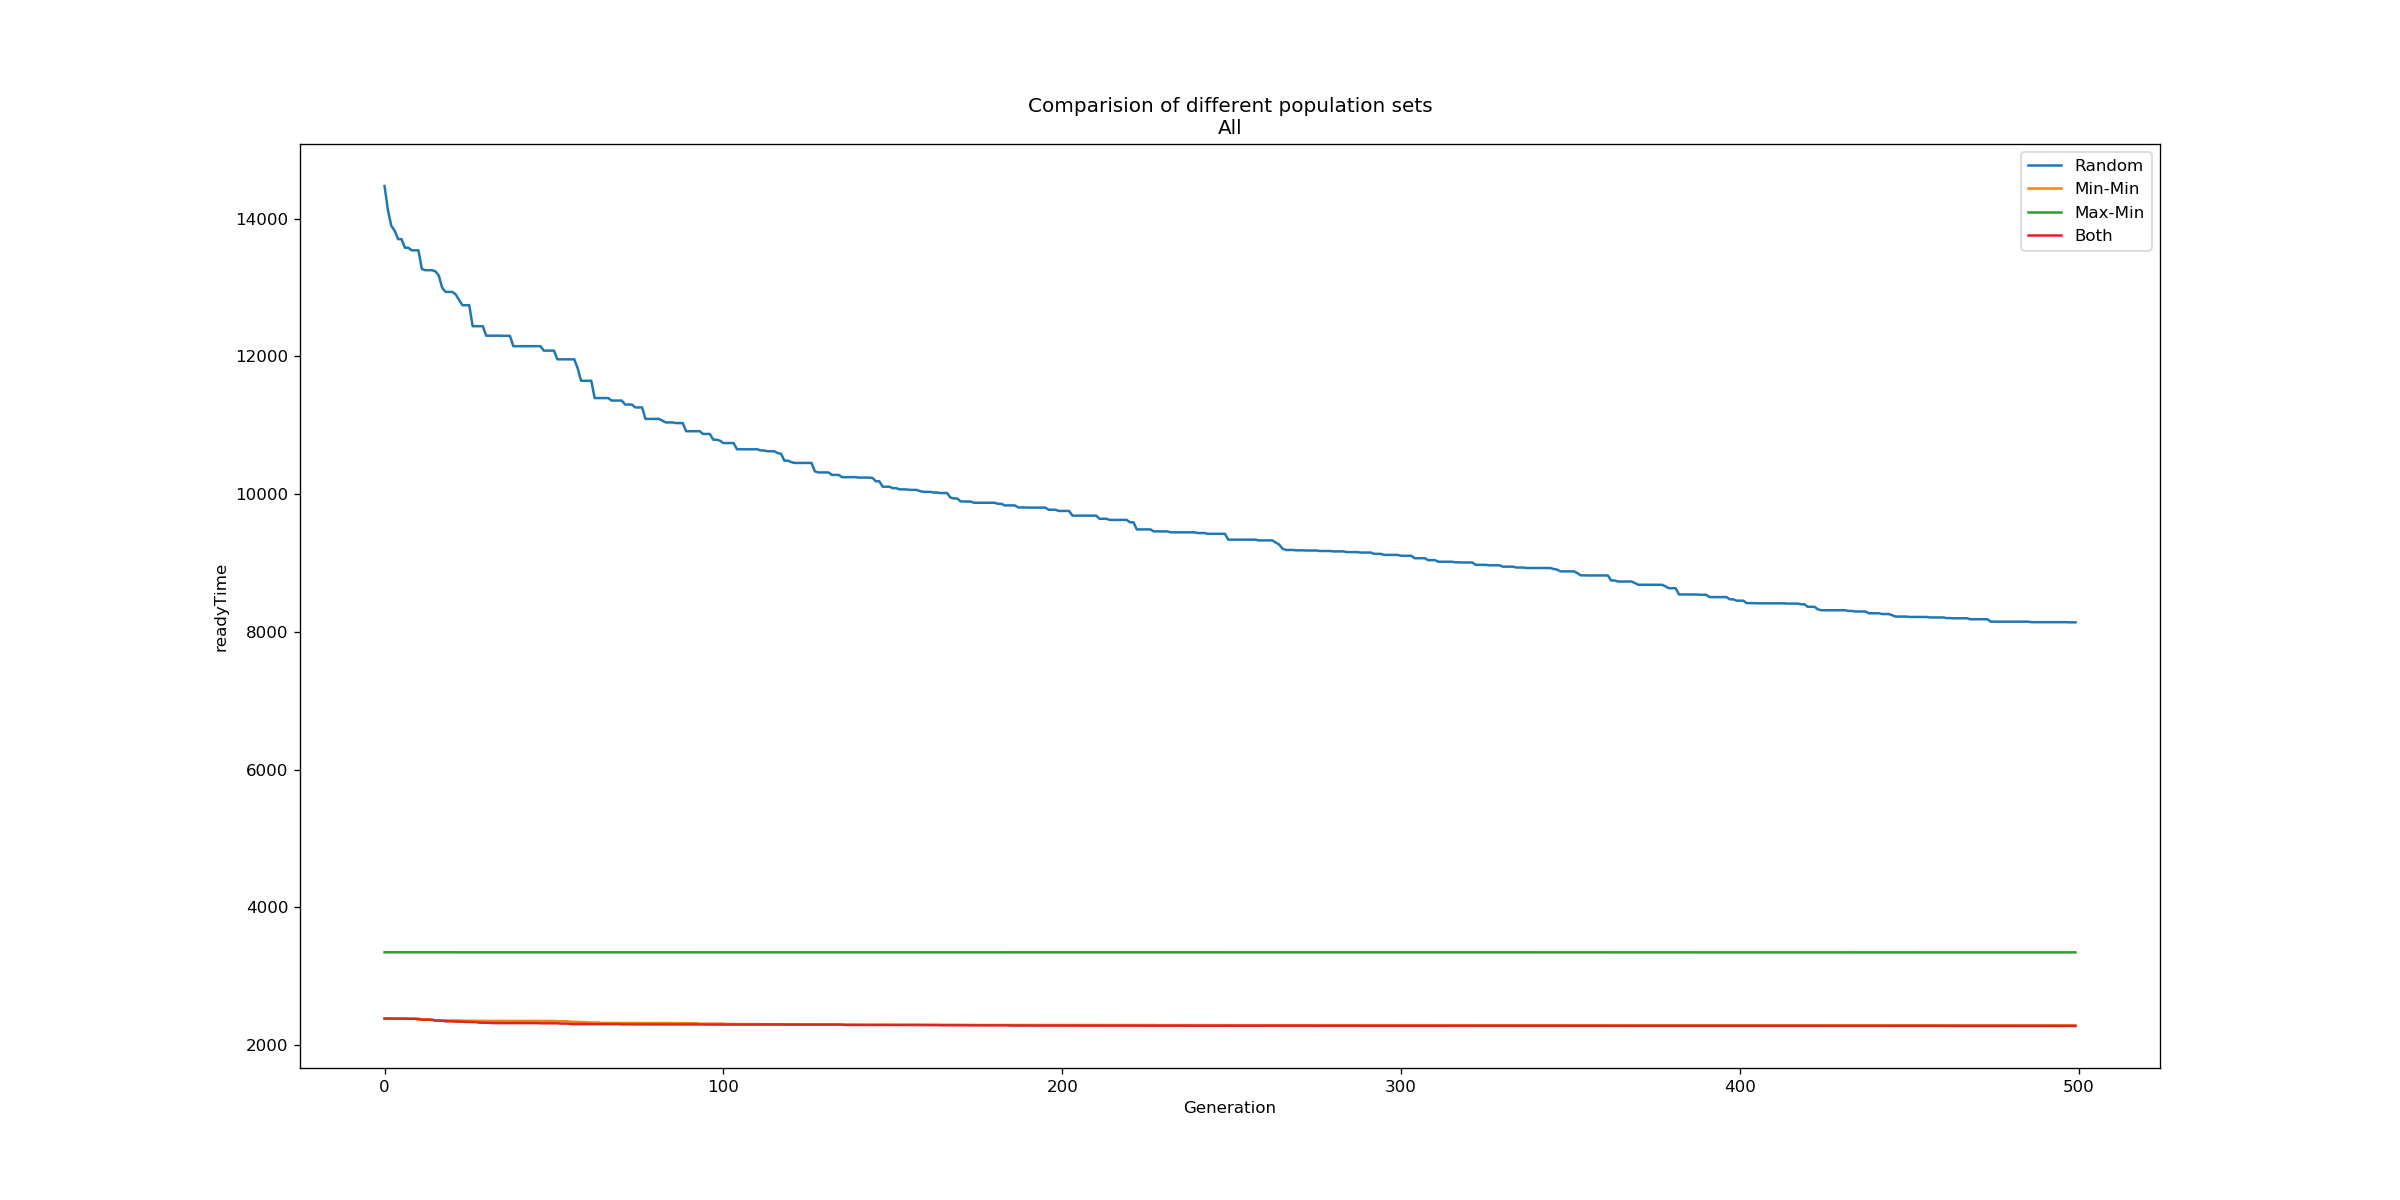 Comparision of different population sets
All
Random
Min-Min
Max-Min
Both
14000
12000
10000
8000
6000
4000
2000
readyTime
0
100
200
300
400
500
Generation